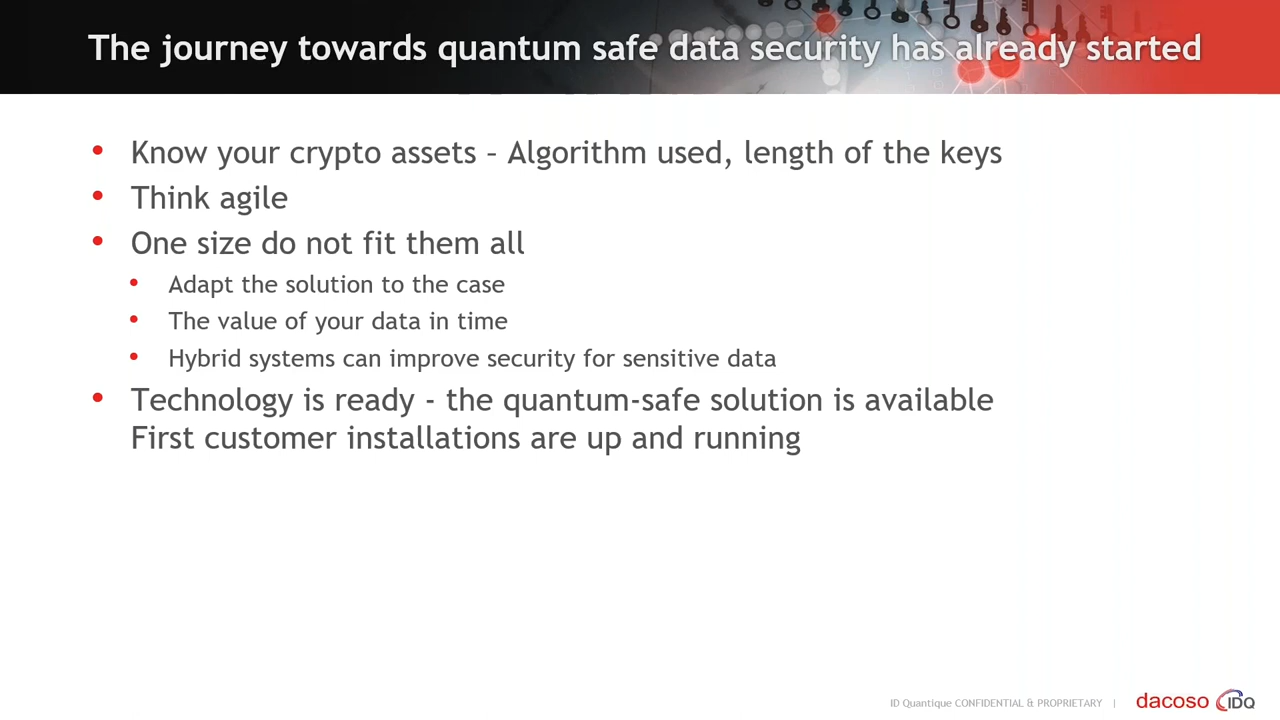 The journey towards quantum safe data security has already started
• Know your crypto assets – Algorithm used, length of the keys
• Think agile
• One size do not fit them all
• Adapt the solution to the case
• The value of your data in time
• Hybrid systems can improve security for sensitive data
• Technology is ready - the quantum-safe solution is available
First customer installations are up and running
ID Quantique CONFIDENTIAL & PROPRIETARY | dacoso IDQ